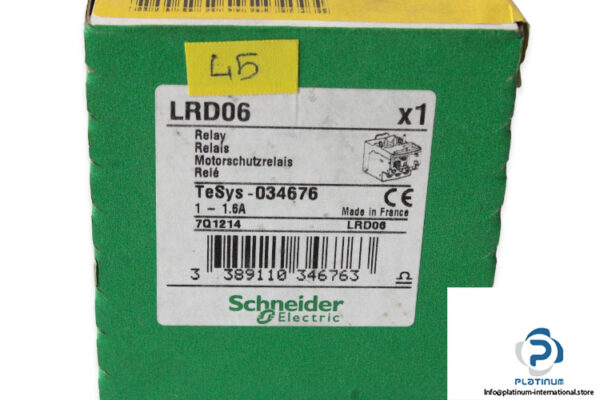 45
LRD06 x1
Relay
Relais
Motorschutzrelais
Relé
TeSys - 034676 CE
1 - 1.6A Made in France
7Q1214 LRD06
3 389110 346763
Schneider
Electric
PLATINUM
Info@platinum-international.store